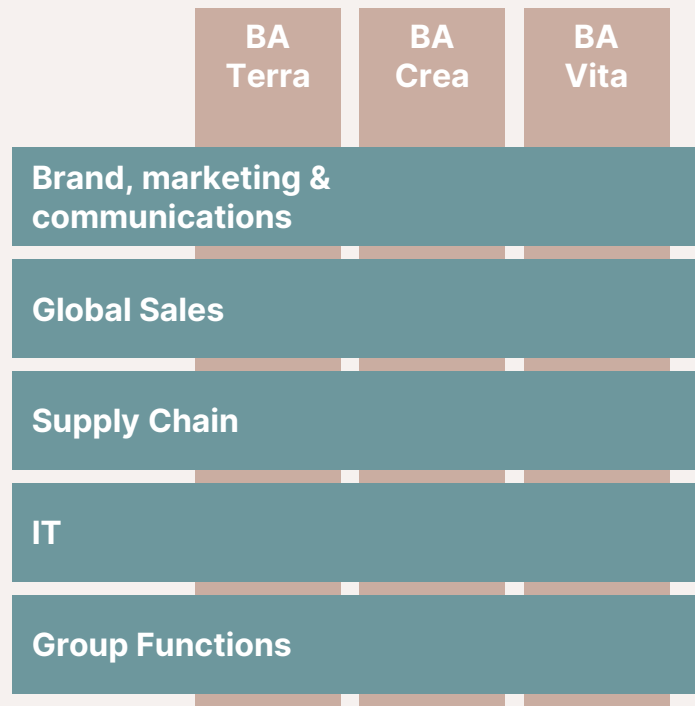 BA
Terra
BA
Crea
BA
Vita
Brand, marketing &
communications
Global Sales
Supply Chain
IT
Group Functions